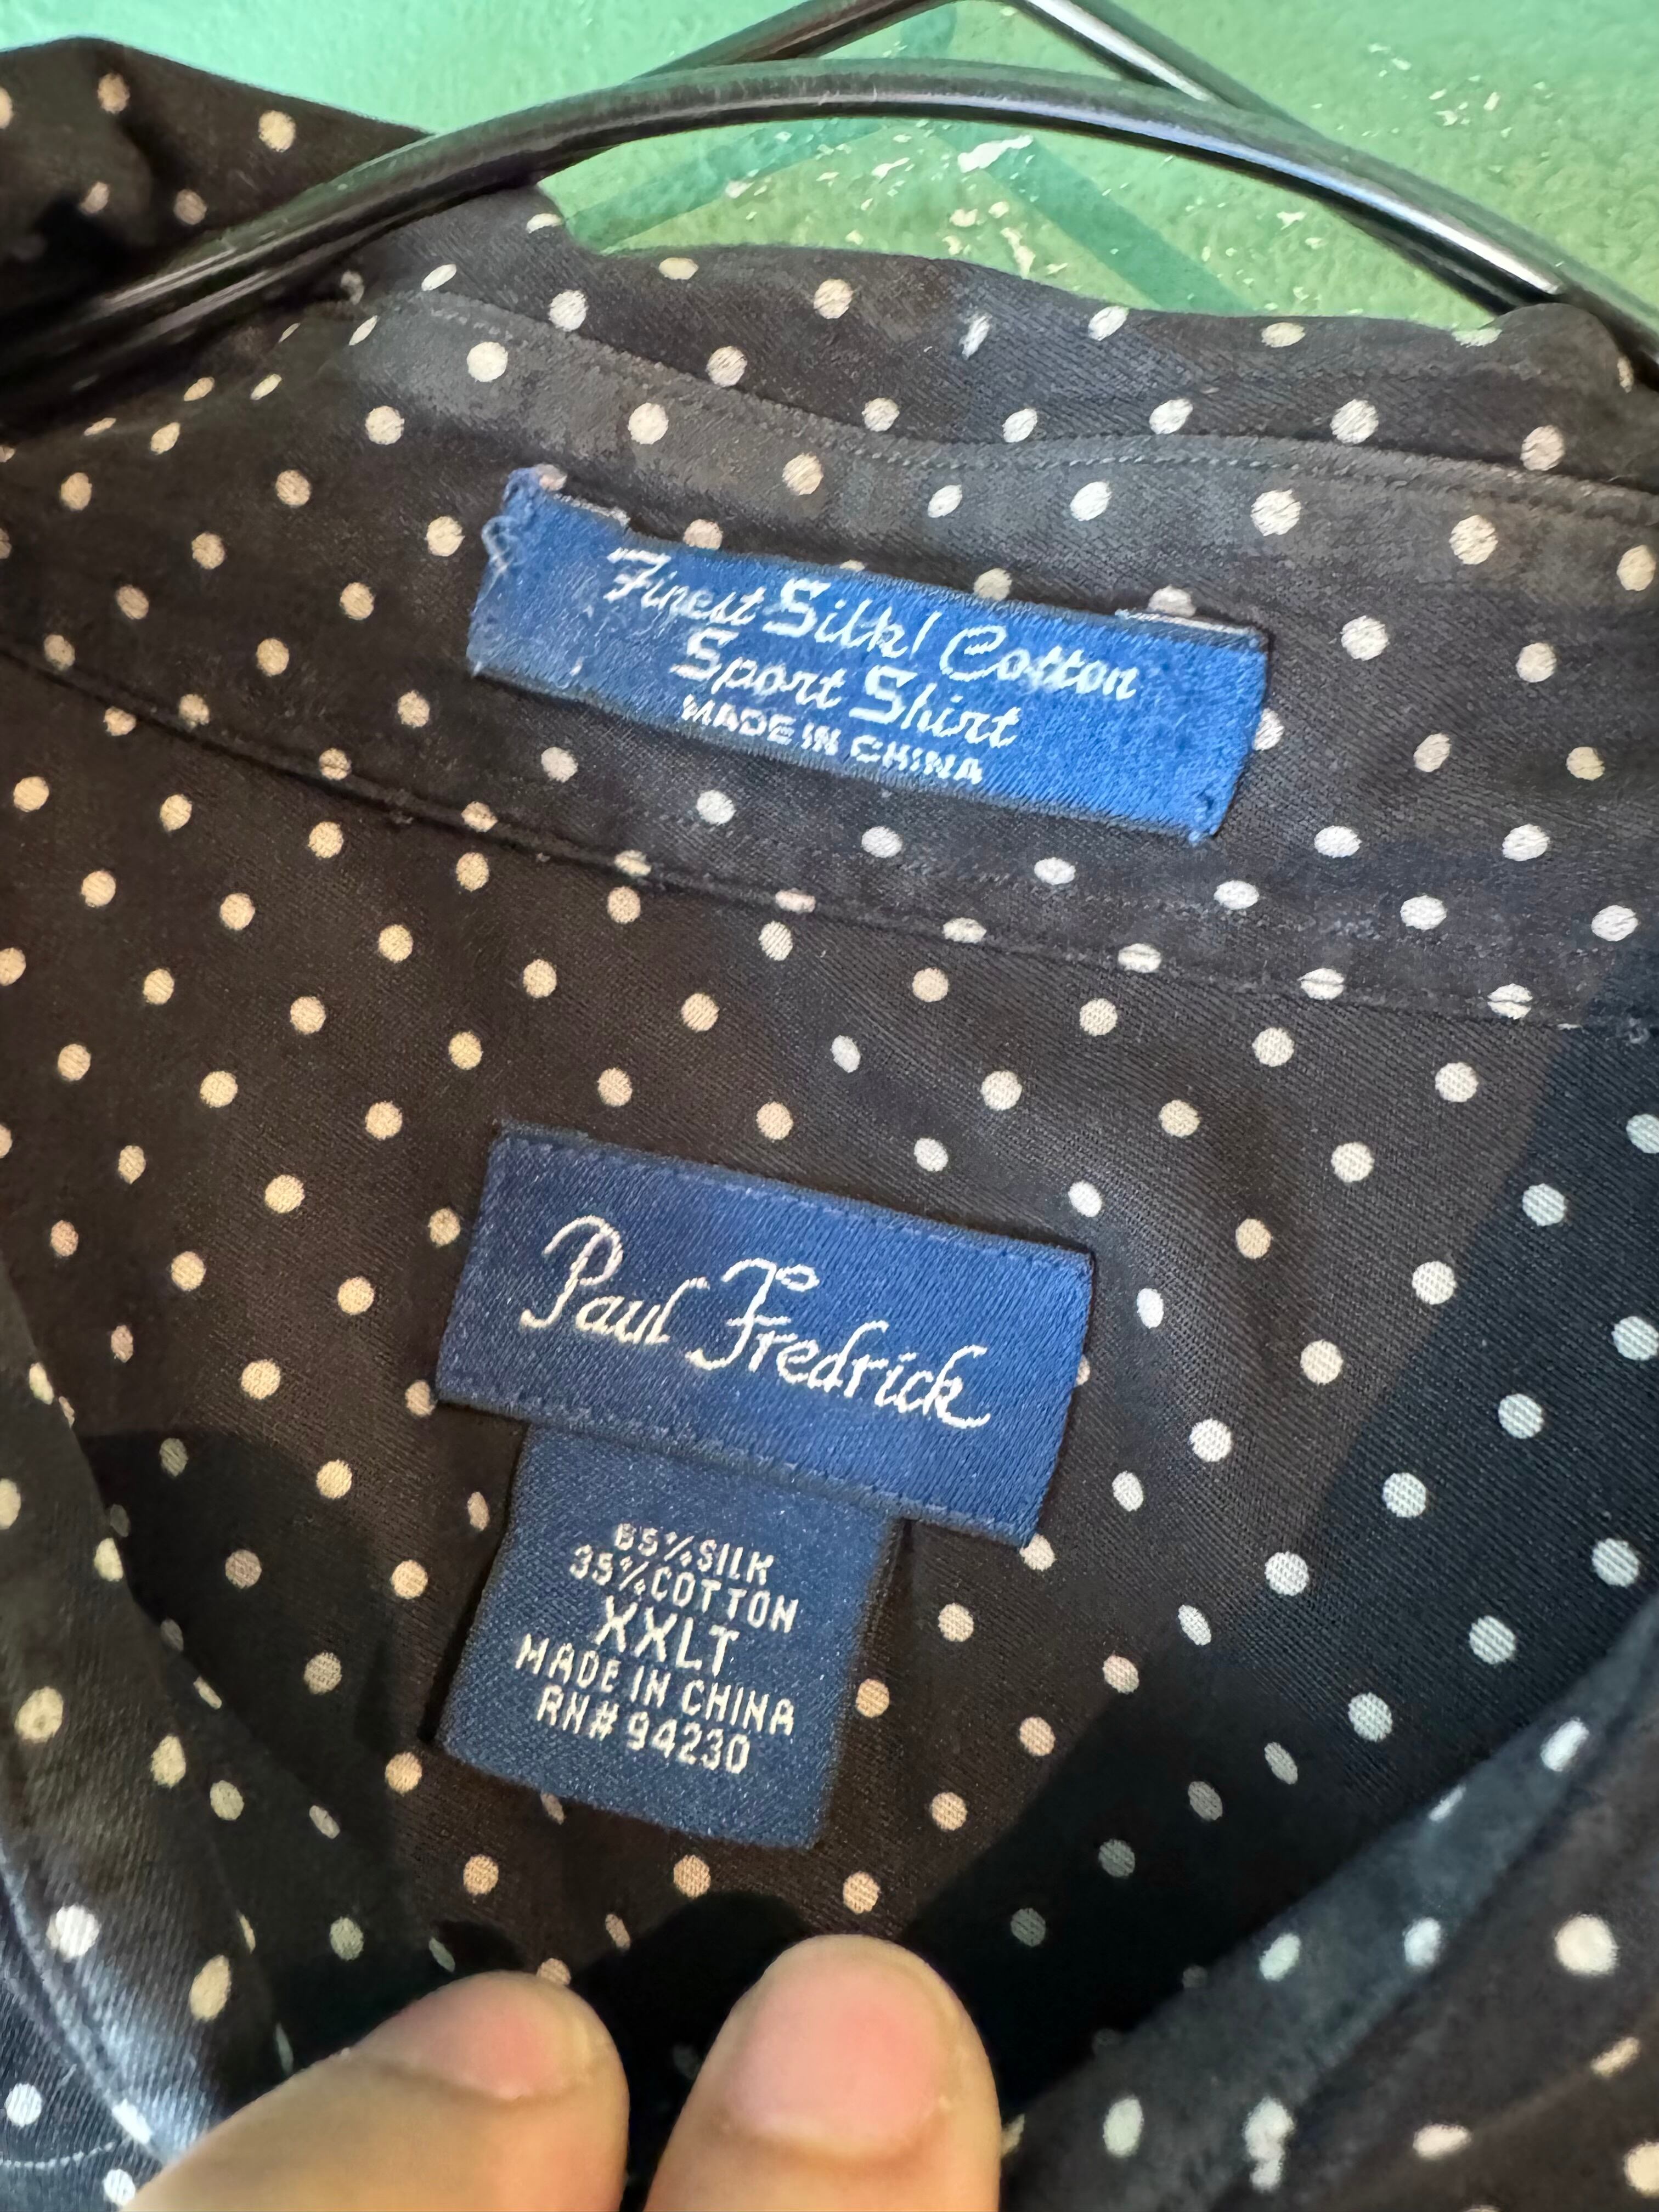 Finest Silk/Cotton
Sport Shirt
MADE IN CHINA
Paul Fredrick
65% SILK
35% COTTON
XXLT
MADE IN CHINA
RN# 94230